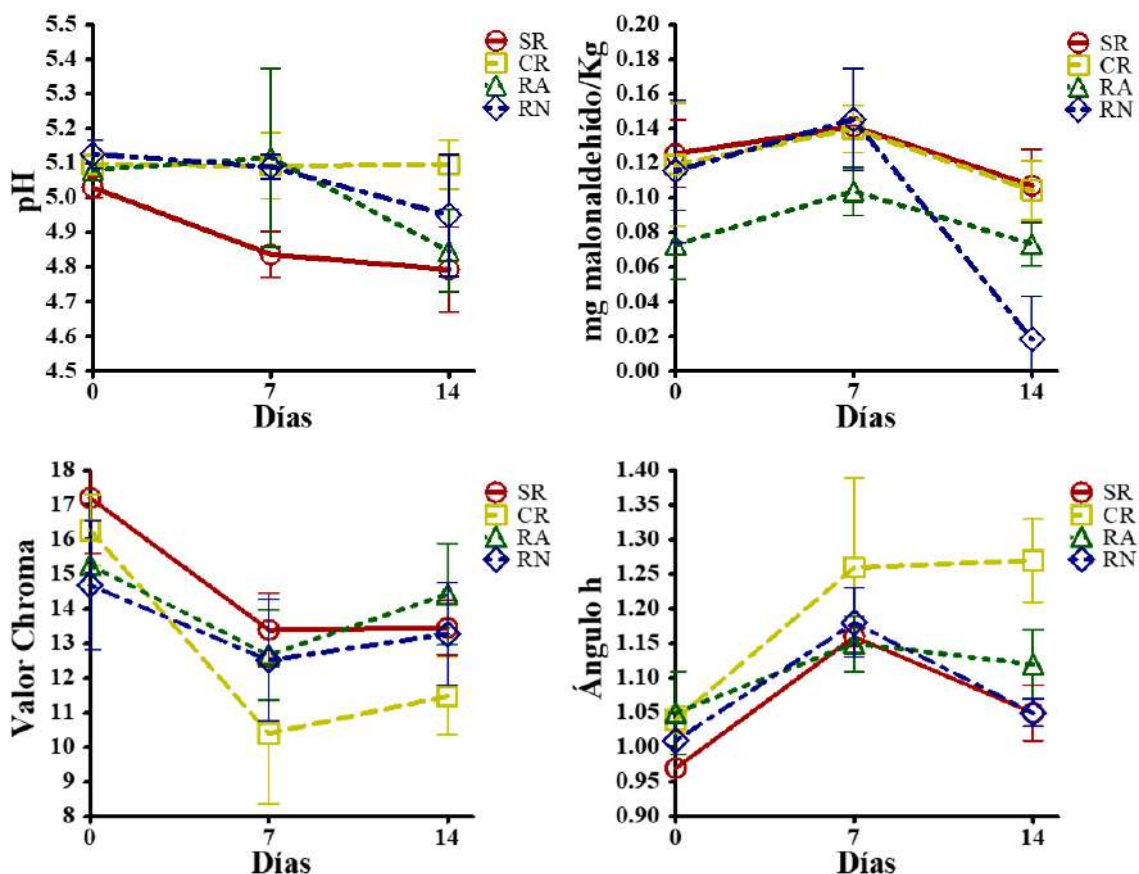 5.5
5.4
5.3
5.2
5.1
5.0
4.9
4.8
4.7
4.6
4.5
pH
0 7 14
Días
SR
CR
RA
RN
0.20
0.18
0.16
0.14
0.12
0.10
0.08
0.06
0.04
0.02
0.00
mg malonaldehído/Kg
0 7 14
Días
SR
CR
RA
RN
18
17
16
15
14
13
12
11
10
9
8
Valor Chroma
0 7 14
Días
SR
CR
RA
RN
1.40
1.35
1.30
1.25
1.20
1.15
1.10
1.05
1.00
0.95
0.90
Ángulo h
0 7 14
Días
SR
CR
RA
RN